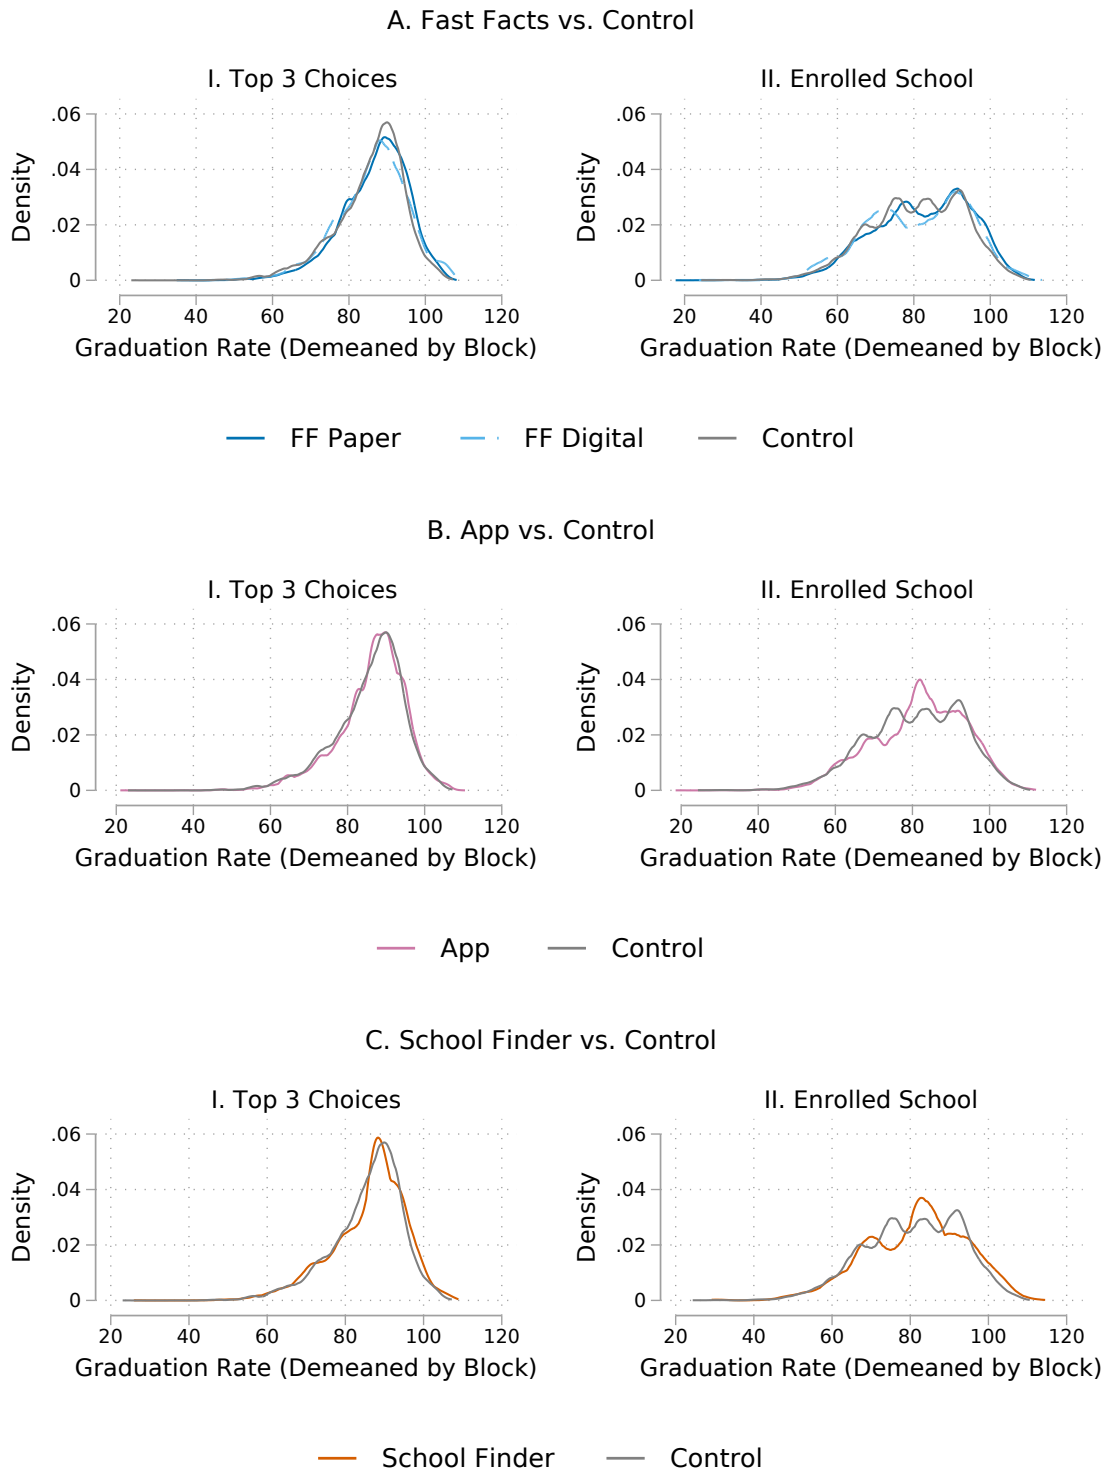 A. Fast Facts vs. Control
I. Top 3 Choices
.06
.04
.02
0
Density
20 40 60 80 100 120
Graduation Rate (Demeaned by Block)
II. Enrolled School
.06
.04
.02
0
Density
20 40 60 80 100 120
Graduation Rate (Demeaned by Block)
FF Paper FF Digital Control
B. App vs. Control
I. Top 3 Choices
.06
.04
.02
0
Density
20 40 60 80 100 120
Graduation Rate (Demeaned by Block)
II. Enrolled School
.06
.04
.02
0
Density
20 40 60 80 100 120
Graduation Rate (Demeaned by Block)
App Control
C. School Finder vs. Control
I. Top 3 Choices
.06
.04
.02
0
Density
20 40 60 80 100 120
Graduation Rate (Demeaned by Block)
II. Enrolled School
.06
.04
.02
0
Density
20 40 60 80 100 120
Graduation Rate (Demeaned by Block)
School Finder Control